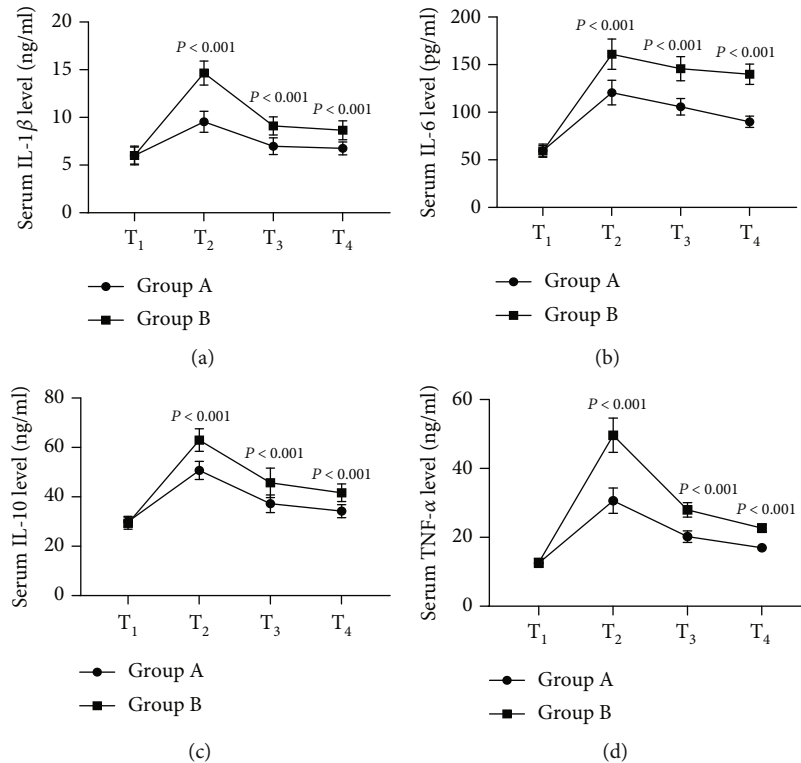 Serum IL-1β level (ng/ml)
20
15
10
5
0
P < 0.001
P < 0.001
P < 0.001
T1
T2
T3
T4
Group A
Group B
(a)
Serum IL-6 level (pg/ml)
200
150
100
50
0
P < 0.001
P < 0.001
P < 0.001
T1
T2
T3
T4
Group A
Group B
(b)
Serum IL-10 level (ng/ml)
80
60
40
20
0
P < 0.001
P < 0.001
P < 0.001
T1
T2
T3
T4
Group A
Group B
(c)
Serum TNF-α level (ng/ml)
60
40
20
0
P < 0.001
P < 0.001
P < 0.001
T1
T2
T3
T4
Group A
Group B
(d)